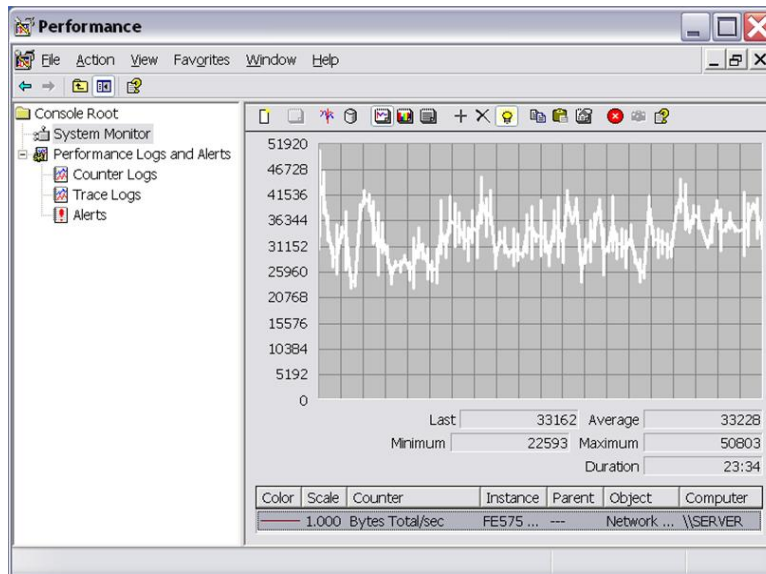 Performance
File Action View Favorites Window Help
Console Root
System Monitor
Performance Logs and Alerts
Counter Logs
Trace Logs
Alerts
51920
46728
41536
36344
31152
25960
20768
15576
10384
5192
0
Last 33162 Average 33228
Minimum 22593 Maximum 50803
Duration 23:34
Color Scale Counter Instance Parent Object Computer
1.000 Bytes Total/sec FE575 ... --- Network ... \\SERVER